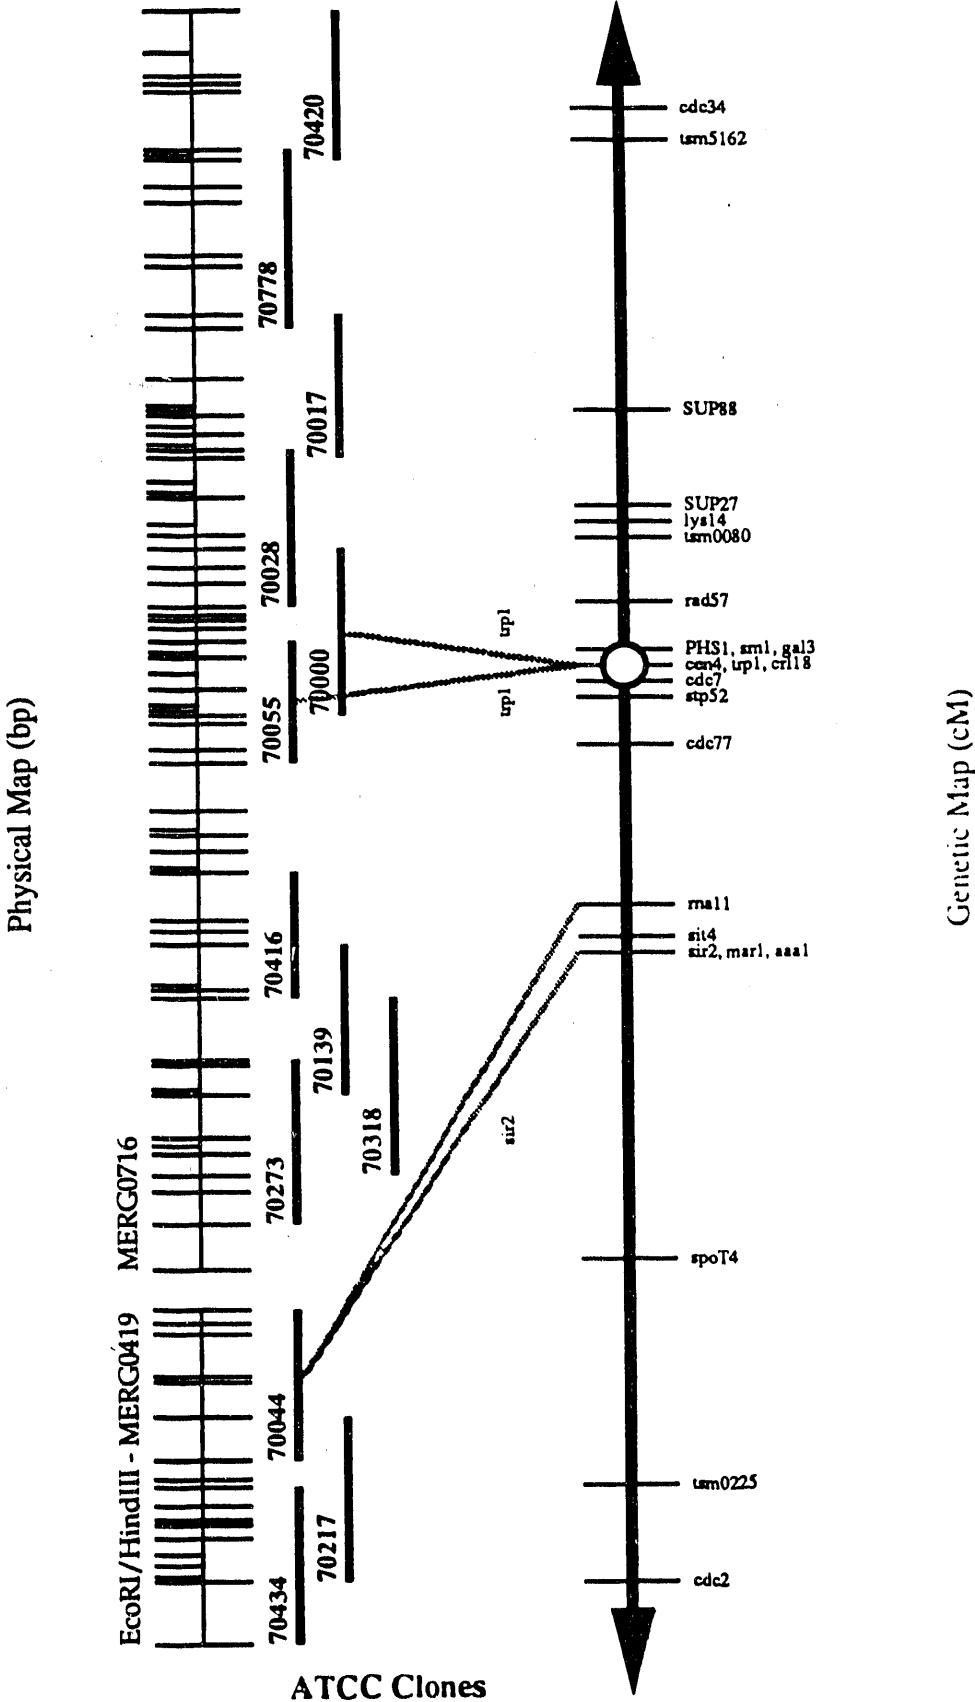 Physical Map (bp)
EcoRI/HindIII - MERG0419
MERG0716
70420
70778
70017
70028
70000
70055
70416
70139
70318
70273
70044
70217
70434
ATCC Clones
trp1
trp1
sir2
cdc34
tsm5162
SUP88
SUP27
lys14
tsm0080
rad57
PHS1, sml, gal3
cen4, trp1, crl18
cdc7
stp52
cdc77
rna11
sit4
sir2, mar1, aaa1
spoT4
tsm0225
cdc2
Genetic Map (cM)